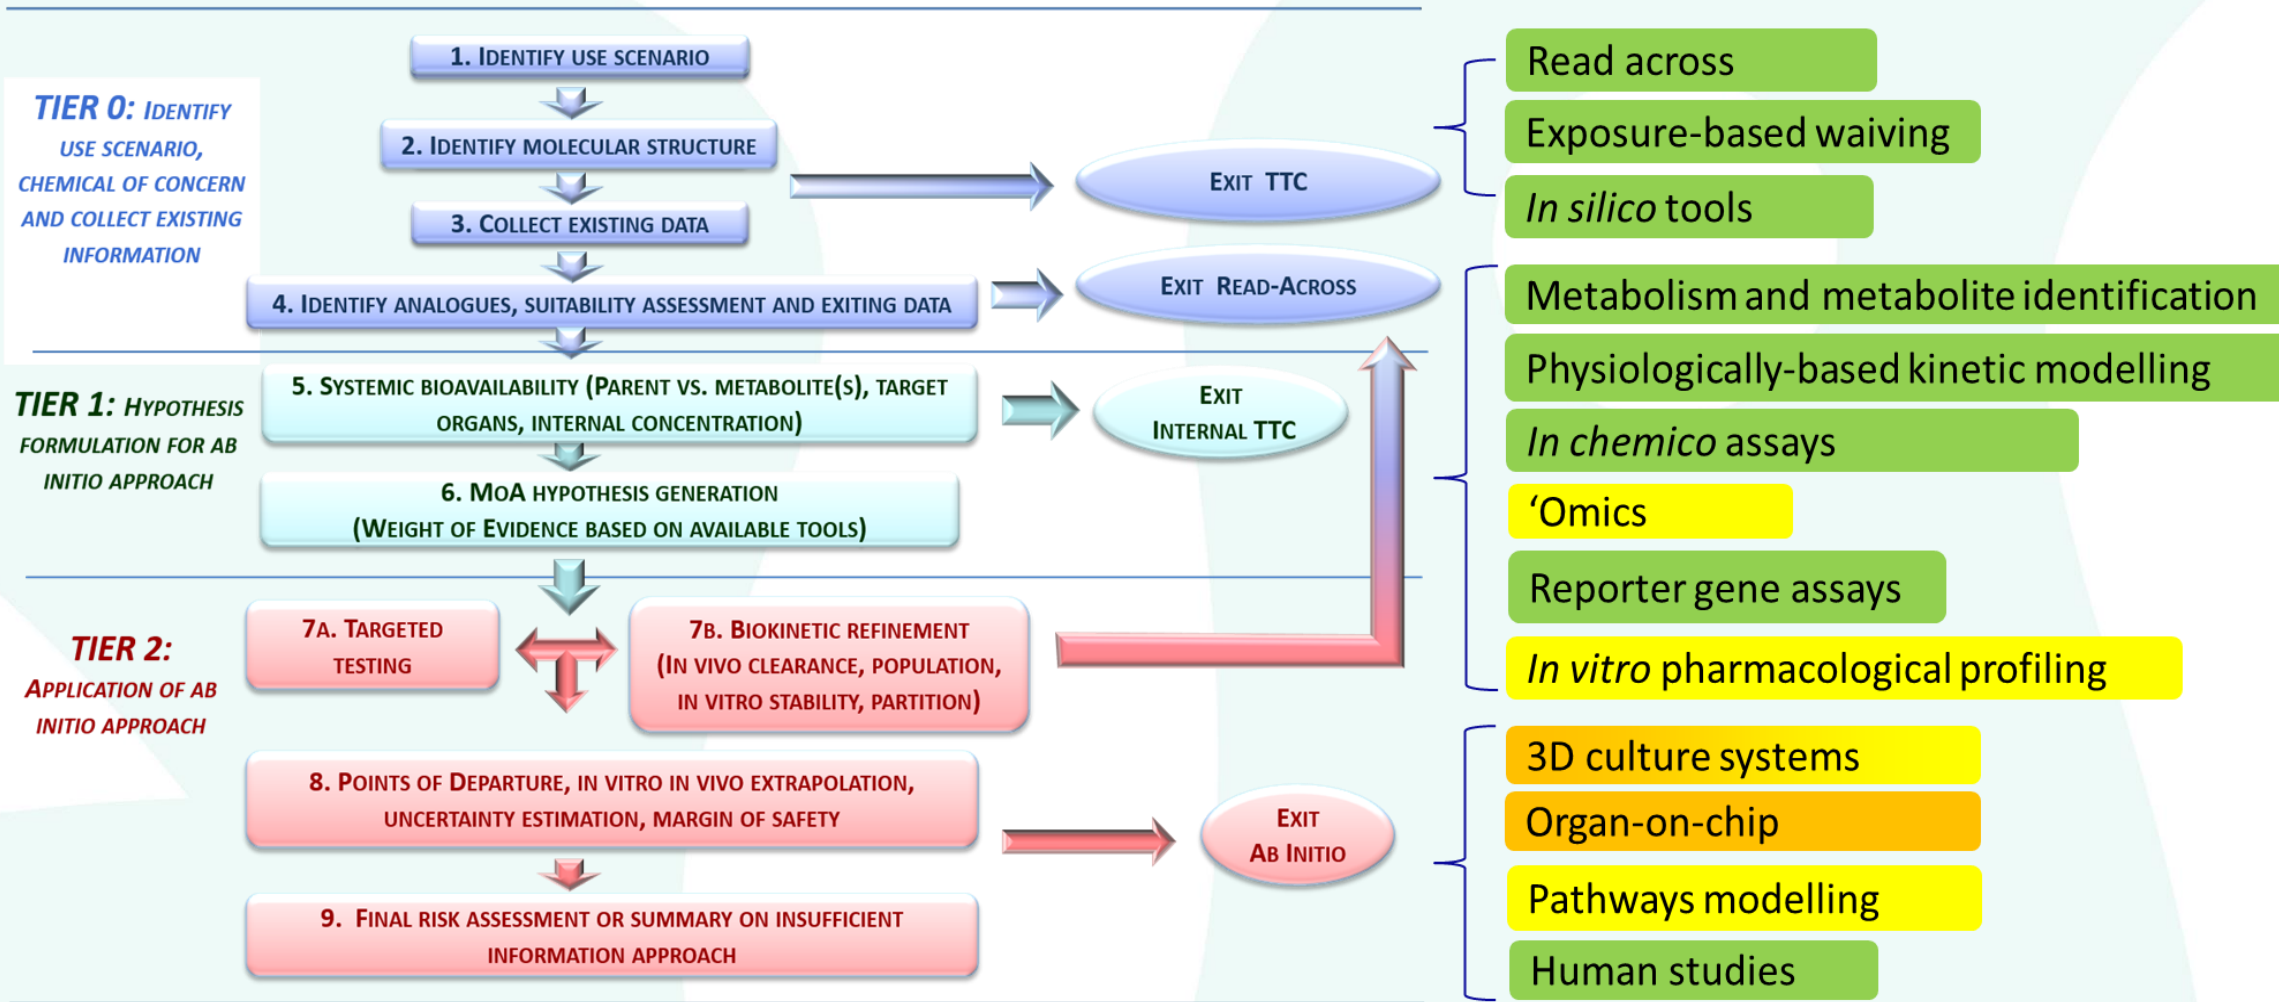 1. IDENTIFY USE SCENARIO
TIER 0: IDENTIFY
USE SCENARIO,
CHEMICAL OF CONCERN
AND COLLECT EXISTING
INFORMATION
2. IDENTIFY MOLECULAR STRUCTURE
3. COLLECT EXISTING DATA
4. IDENTIFY ANALOGUES, SUITABILITY ASSESSMENT AND EXITING DATA
EXIT TTC
EXIT READ-ACROSS
TIER 1: HYPOTHESIS
FORMULATION FOR AB
INITIO APPROACH
5. SYSTEMIC BIOAVAILABILITY (PARENT VS. METABOLITE(S), TARGET
ORGANS, INTERNAL CONCENTRATION)
EXIT
INTERNAL TTC
6. MOA HYPOTHESIS GENERATION
(WEIGHT OF EVIDENCE BASED ON AVAILABLE TOOLS)
TIER 2:
APPLICATION OF AB
INITIO APPROACH
7A. TARGETED
TESTING
7B. BIOKINETIC REFINEMENT
(IN VIVO CLEARANCE, POPULATION,
IN VITRO STABILITY, PARTITION)
8. POINTS OF DEPARTURE, IN VITRO IN VIVO EXTRAPOLATION,
UNCERTAINTY ESTIMATION, MARGIN OF SAFETY
EXIT
AB INITIO
9. FINAL RISK ASSESSMENT OR SUMMARY ON INSUFFICIENT
INFORMATION APPROACH
Read across
Exposure-based waiving
In silico tools
Metabolism and metabolite identification
Physiologically-based kinetic modelling
In chemico assays
‘Omics
Reporter gene assays
In vitro pharmacological profiling
3D culture systems
Organ-on-chip
Pathways modelling
Human studies